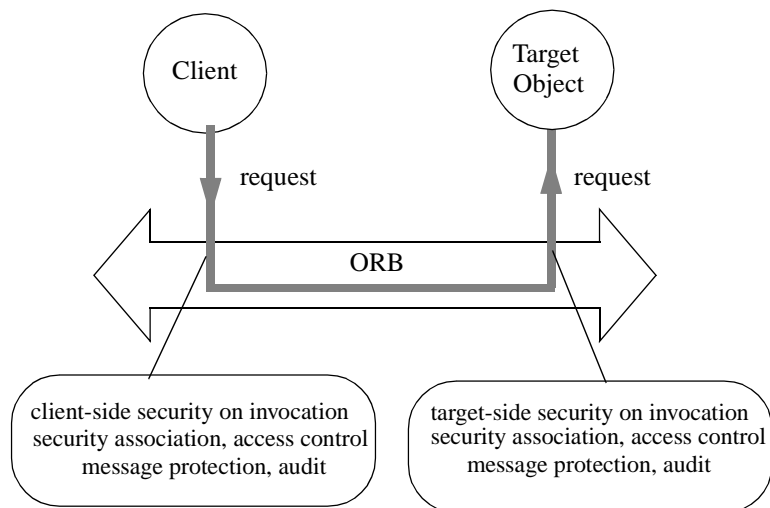 Client
Target
Object
request
request
ORB
client-side security on invocation
security association, access control
message protection, audit
target-side security on invocation
security association, access control
message protection, audit